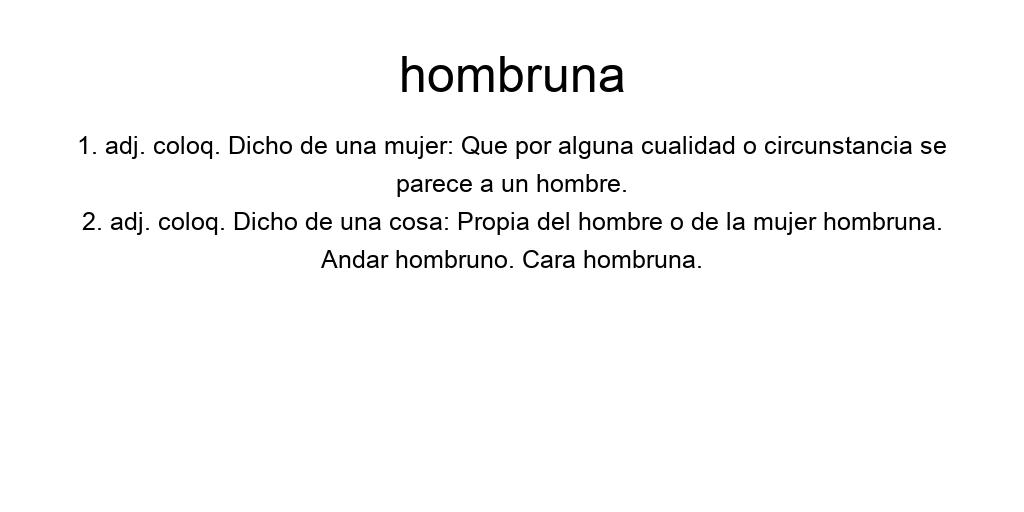 hombruna
1. adj. coloq. Dicho de una mujer: Que por alguna cualidad o circunstancia se
parece a un hombre.
2. adj. coloq. Dicho de una cosa: Propia del hombre o de la mujer hombruna.
Andar hombruno. Cara hombruna.